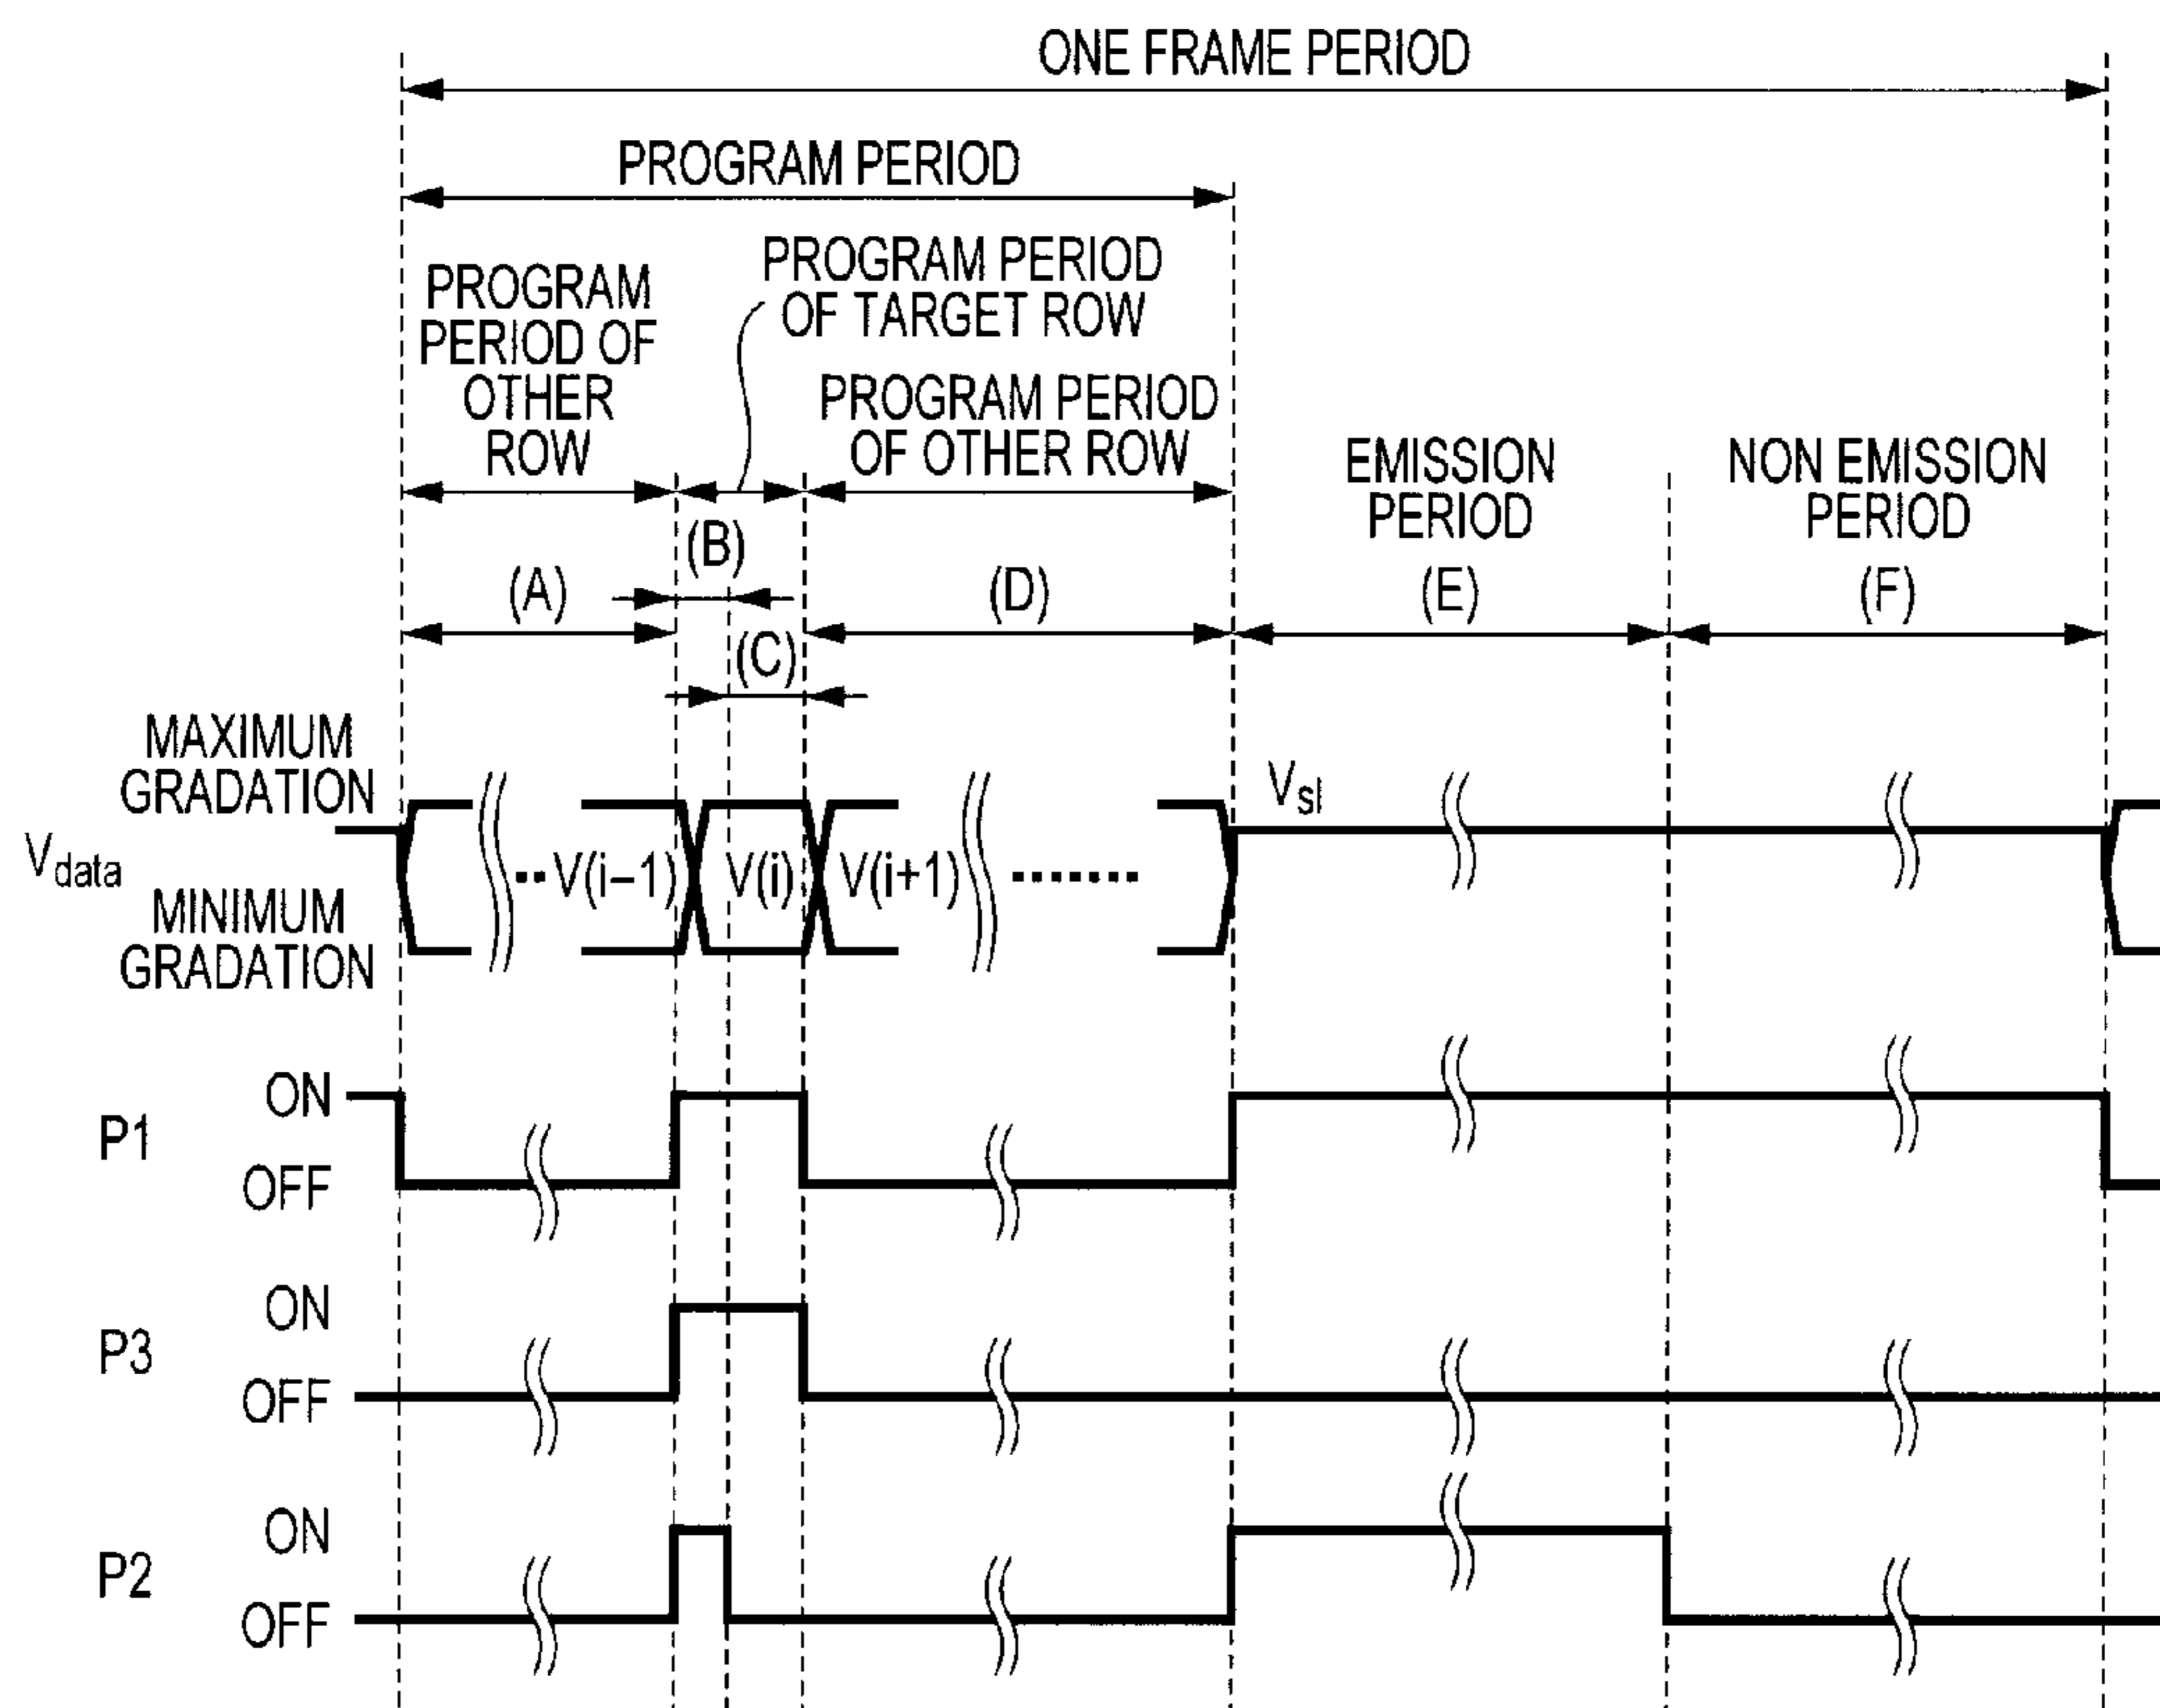 ONE FRAME PERIOD
PROGRAM PERIOD
PROGRAM
PERIOD OF
OTHER
ROW
PROGRAM PERIOD
OF TARGET ROW
PROGRAM PERIOD
OF OTHER ROW
EMISSION
PERIOD
NON EMISSION
PERIOD
(A)
(B)
(C)
(D)
(E)
(F)
MAXIMUM
GRADATION
Vdata
MINIMUM
GRADATION
··V(i−1)
V(i)
V(i+1)
·······
Vsl
P1
ON
OFF
P3
ON
OFF
P2
ON
OFF